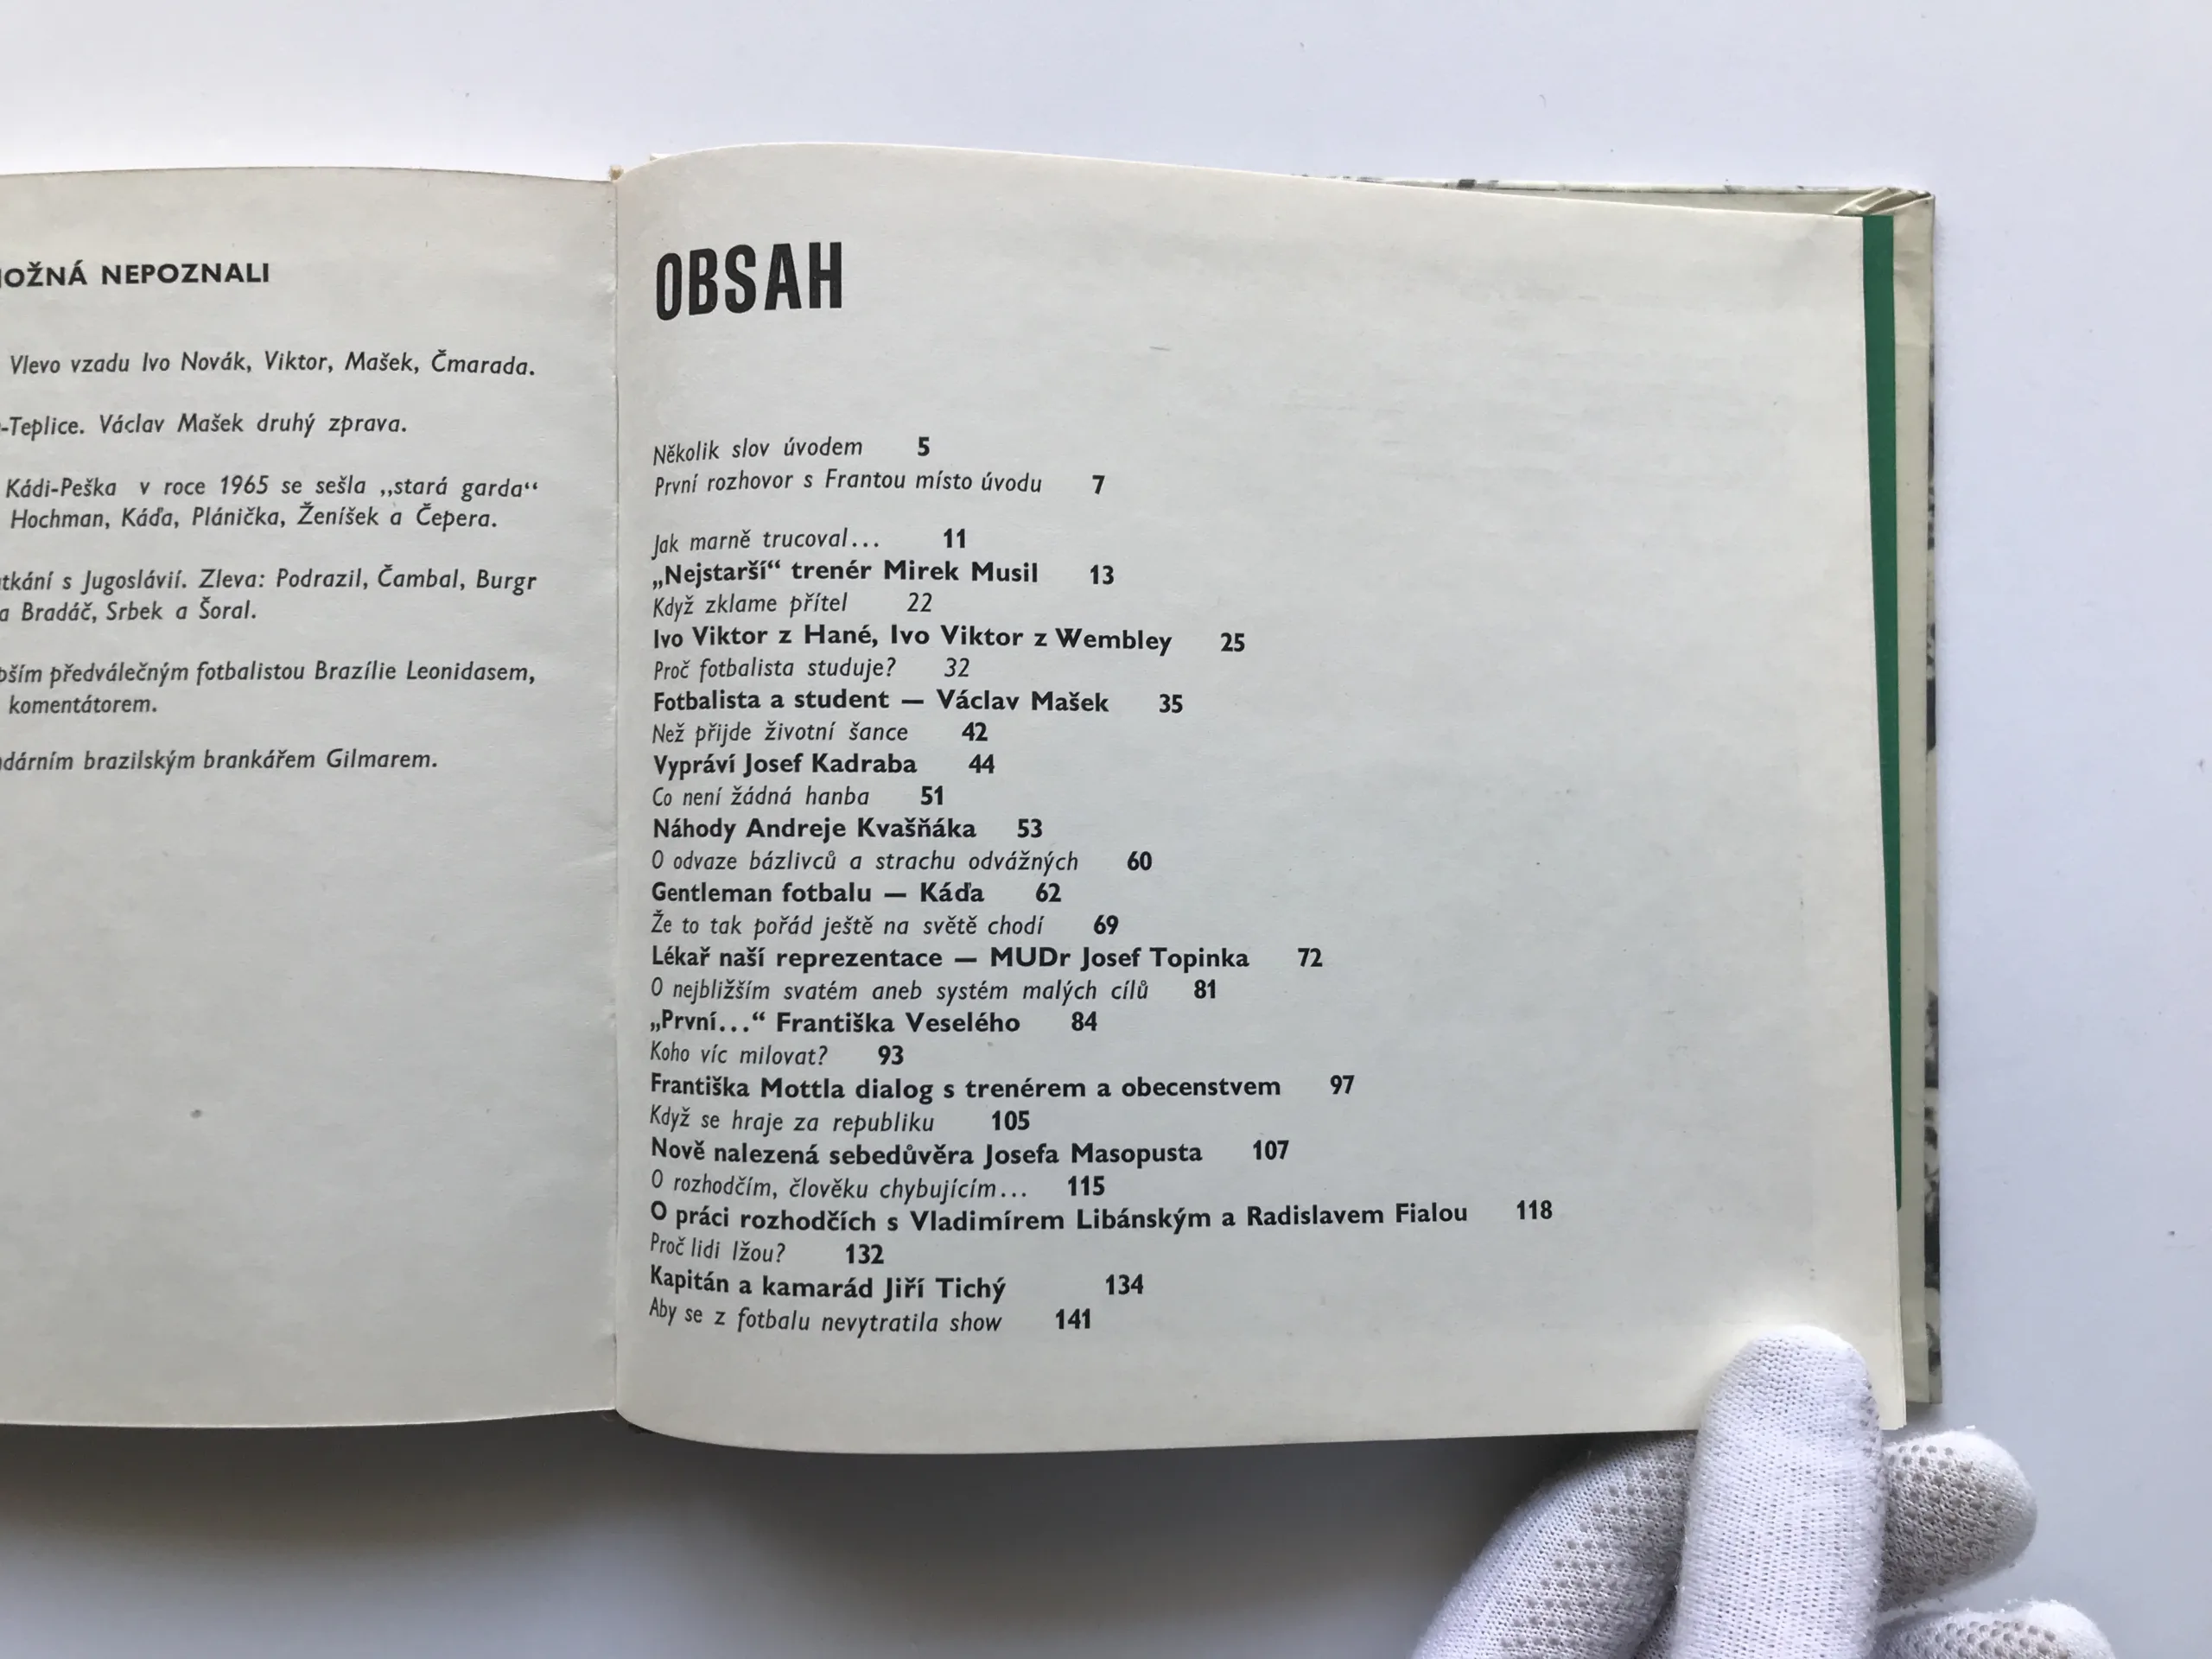 NEPOZNALI
Vlevo vzadu Ivo Novák, Viktor, Mašek, Čmarada.
-Teplice. Václav Mašek druhý zprava.
Kádi-Peška v roce 1965 se sešla „stará garda“
Hochman, Káďa, Plánička, Ženíšek a Čepera.
s Jugoslávií. Zleva: Podrazil, Čambal, Burgr
a Bradáč, Srbek a Šoral.
předválečným fotbalistou Brazílie Leonidasem,
komentátorem.
brazilským brankářem Gilmarem.
OBSAH
Několik slov úvodem 5
První rozhovor s Frantou místo úvodu 7
Jak marně trucoval... 11
„Nejstarší“ trenér Mirek Musil 13
Když zklame přítel 22
Ivo Viktor z Hané, Ivo Viktor z Wembley 25
Proč fotbalista studuje? 32
Fotbalista a student — Václav Mašek 35
Než přijde životní šance 42
Vypráví Josef Kadraba 44
Co není žádná hanba 51
Náhody Andreje Kvašňáka 53
O odvaze bázlivců a strachu odvážných 60
Gentleman fotbalu — Káďa 62
Že to tak pořád ještě na světě chodí 69
Lékař naší reprezentace — MUDr Josef Topinka 72
O nejbližším svatém aneb systém malých cílů 81
„První...“ Františka Veselého 84
Koho víc milovat? 93
Františka Mottla dialog s trenérem a obecenstvem 97
Když se hraje za republiku 105
Nově nalezená sebedůvěra Josefa Masopusta 107
O rozhodčím, člověku chybujícím... 115
O práci rozhodčích s Vladimírem Libánským a Radislavem Fialou 118
Proč lidi lžou? 132
Kapitán a kamarád Jiří Tichý 134
Aby se z fotbalu nevytratila show 141